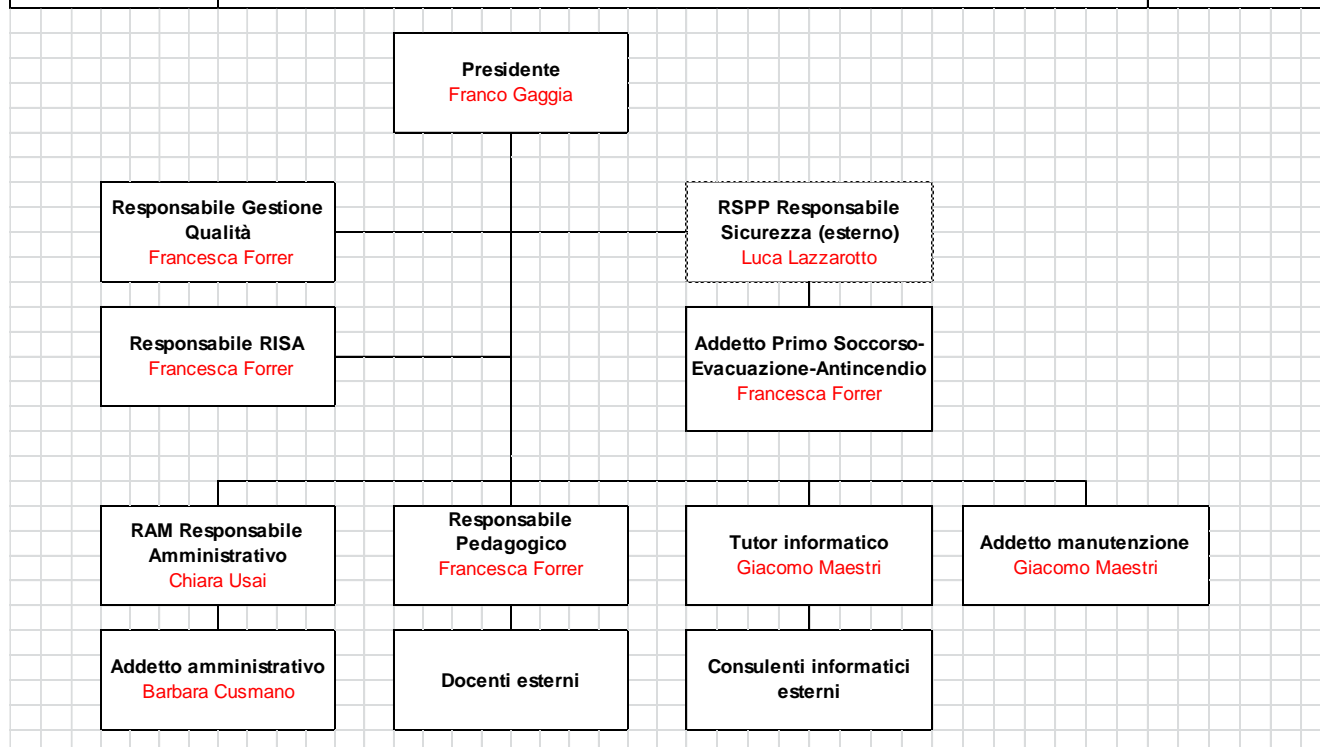 Presidente
Franco Gaggia
Responsabile Gestione
Qualità
Francesca Forrer
RSPP Responsabile
Sicurezza (esterno)
Luca Lazzarotto
Responsabile RISA
Francesca Forrer
Addetto Primo Soccorso-
Evacuazione-Antincendio
Francesca Forrer
RAM Responsabile
Amministrativo
Chiara Usai
Responsabile
Pedagogico
Francesca Forrer
Tutor informatico
Giacomo Maestri
Addetto manutenzione
Giacomo Maestri
Addetto amministrativo
Barbara Cusmano
Docenti esterni
Consulenti informatici
esterni